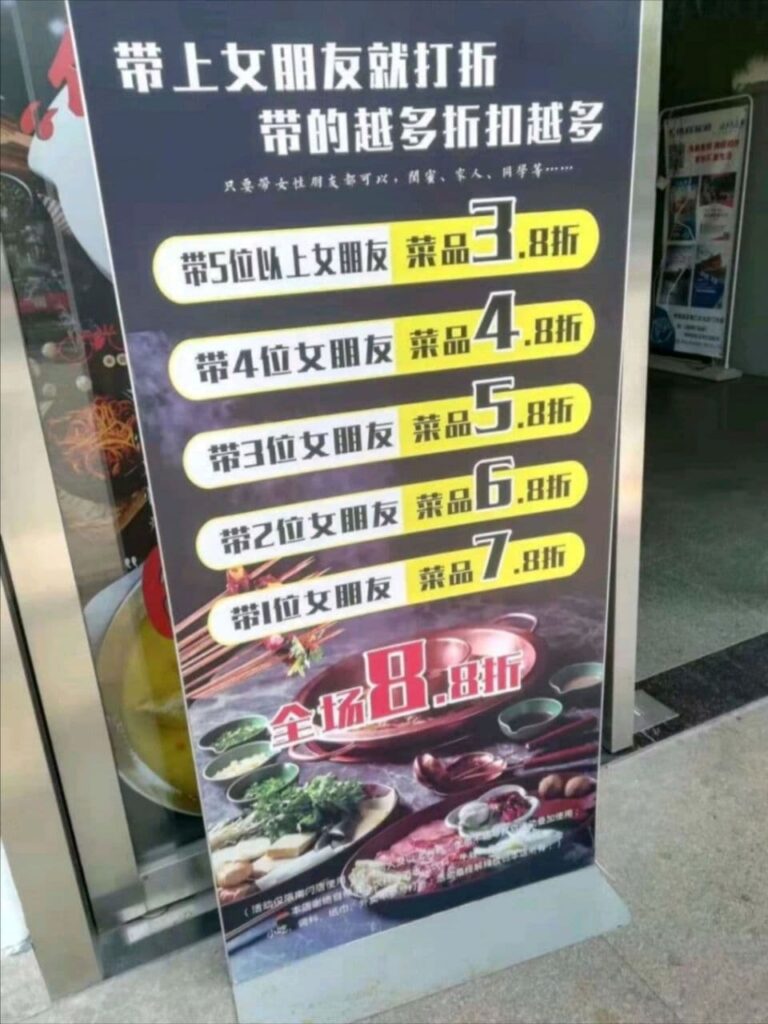 带上女朋友就打折
带的越多折扣越多
只要带女性朋友都可以，閨蜜、家人、同學等……
带5位以上女朋友 菜品3.8折
带4位女朋友 菜品4.8折
带3位女朋友 菜品5.8折
带2位女朋友 菜品6.8折
带1位女朋友 菜品7.8折
全场8.8折